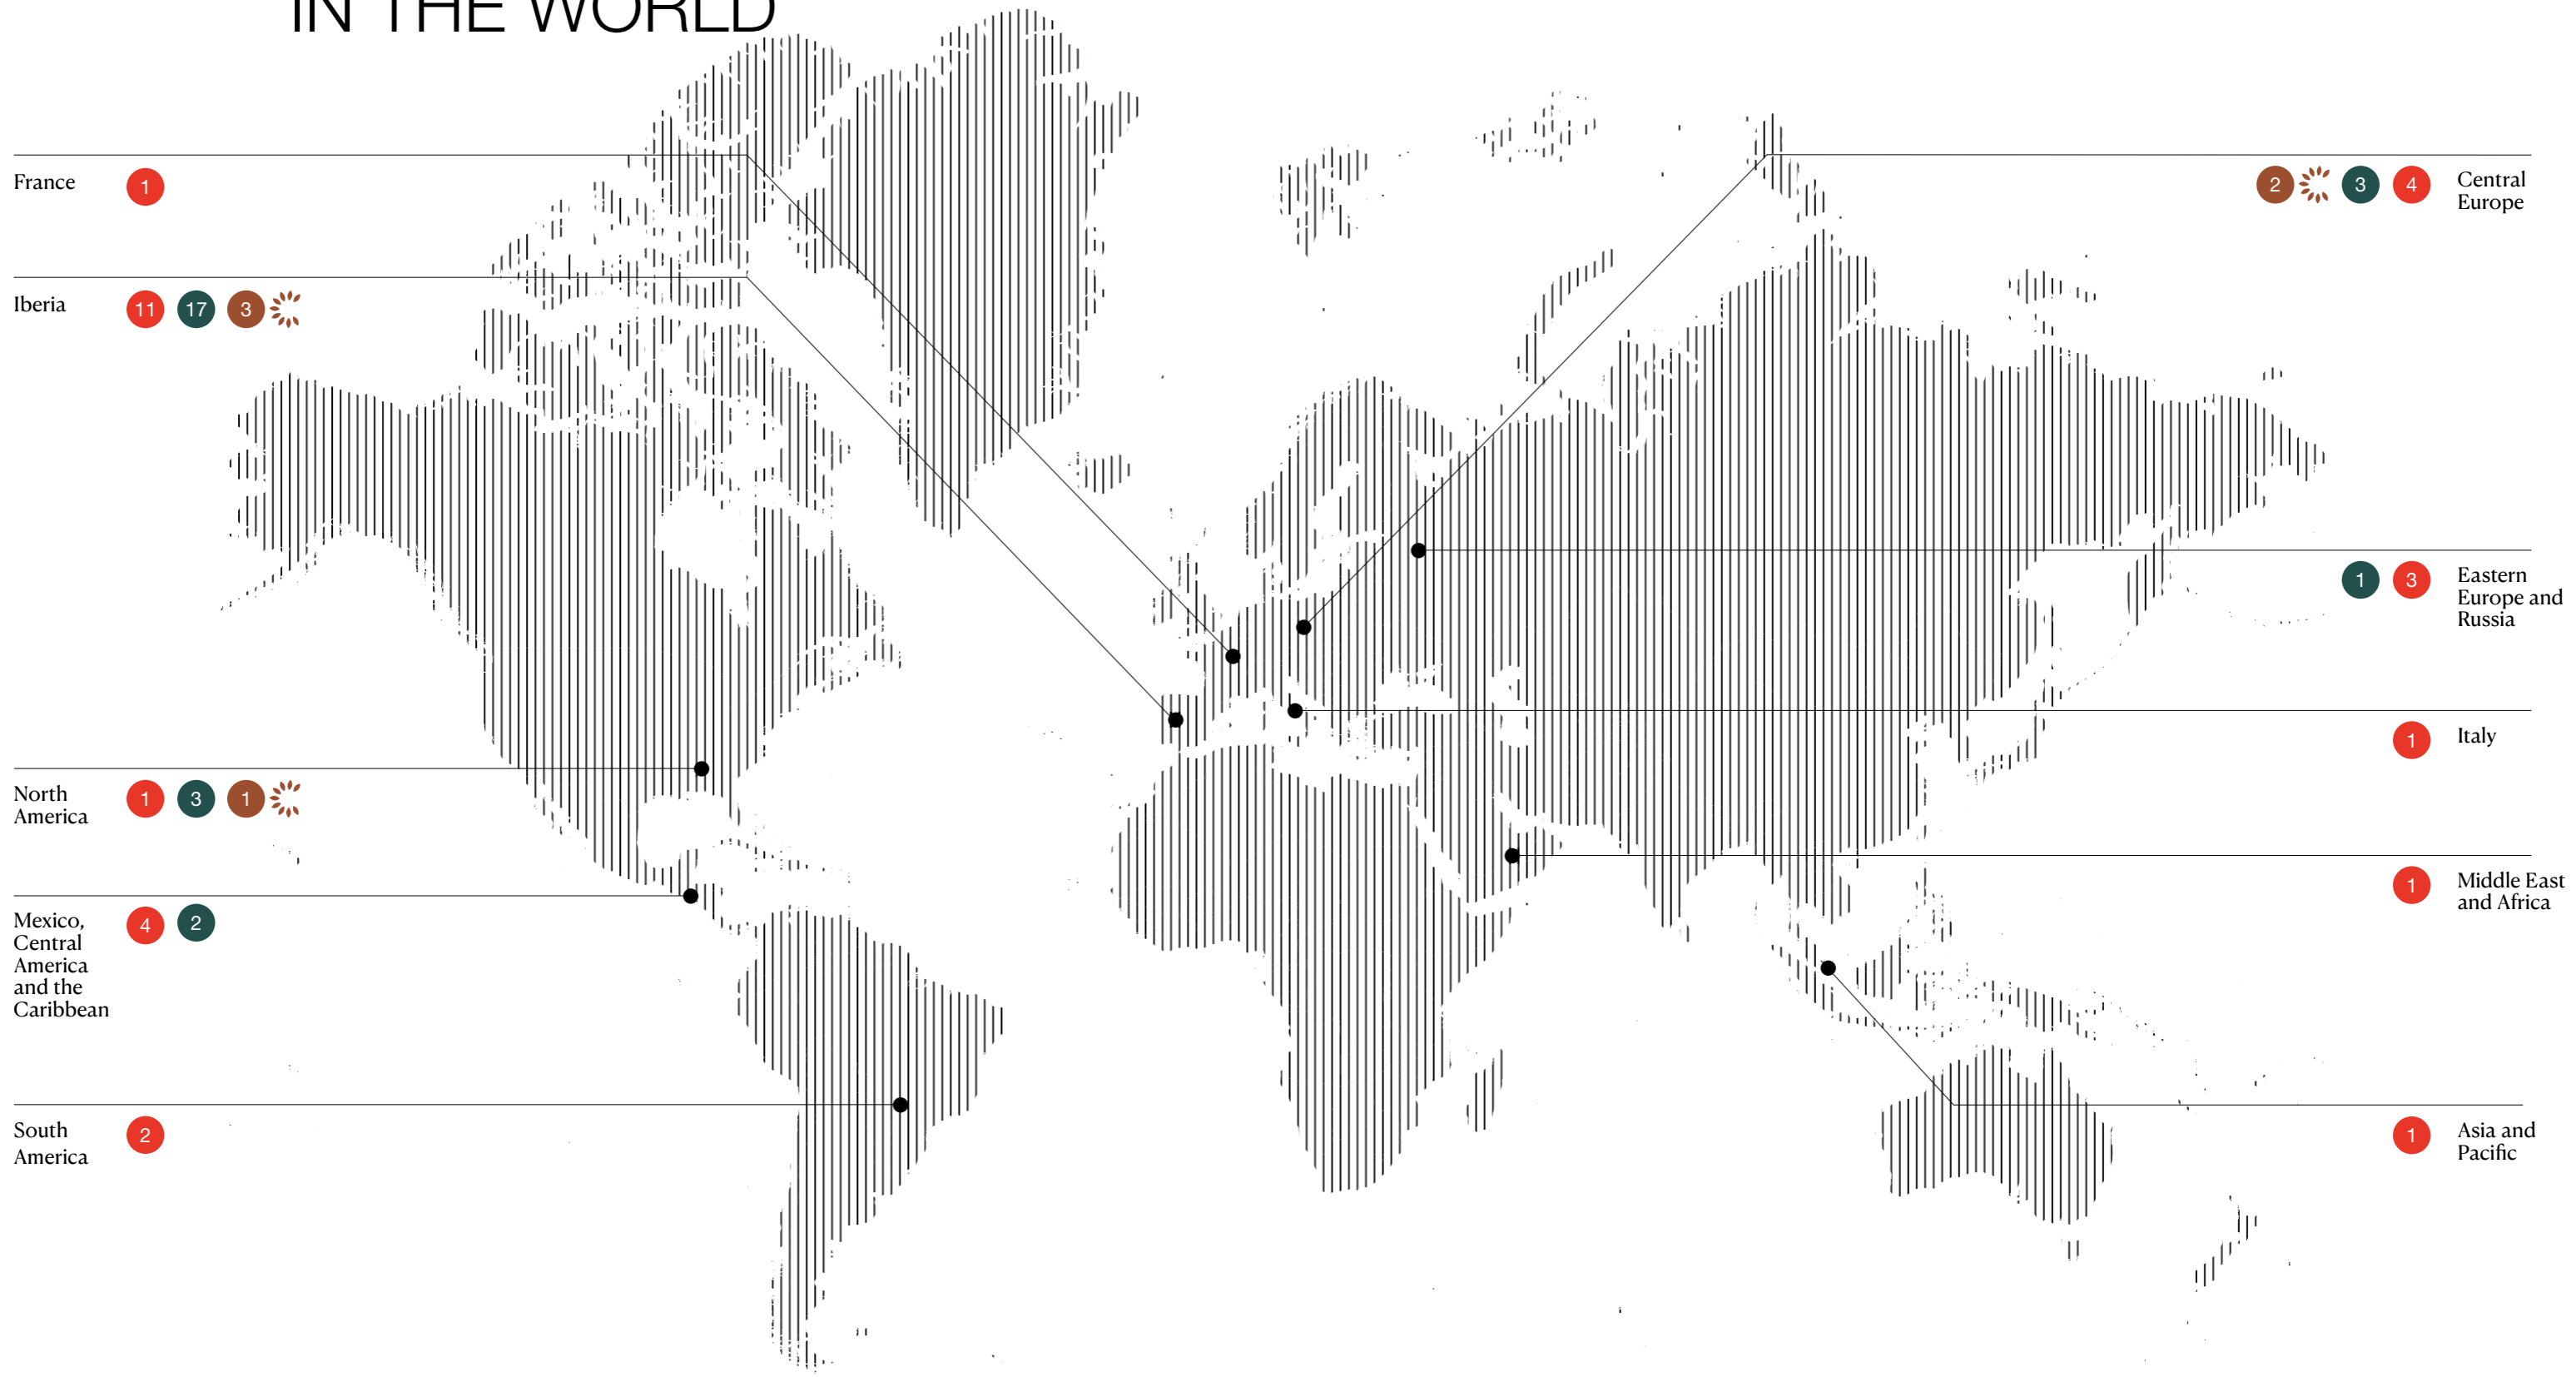 IN THE WORLD
France
1
Iberia
11 17 3
North
America
1 3 1
Mexico,
Central
America
and the
Caribbean
4 2
South
America
2
2 3 4
Central
Europe
1 3
Eastern
Europe and
Russia
1
Italy
1
Middle East
and Africa
1
Asia and
Pacific